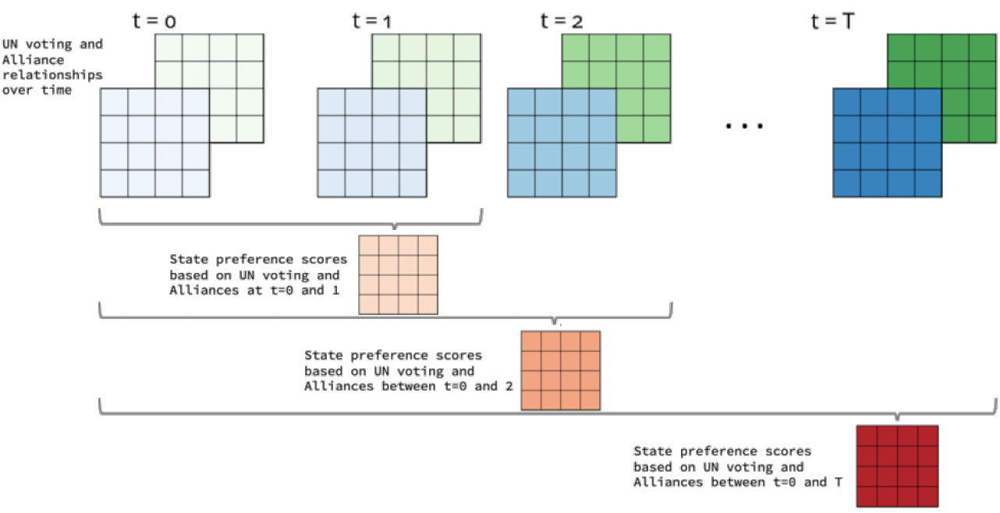 t = 0
t = 1
t = 2
t = T
UN voting and
Alliance
relationships
over time
...
State preference scores
based on UN voting and
Alliances at t=0 and 1
State preference scores
based on UN voting and
Alliances between t=0 and 2
State preference scores
based on UN voting and
Alliances between t=0 and T